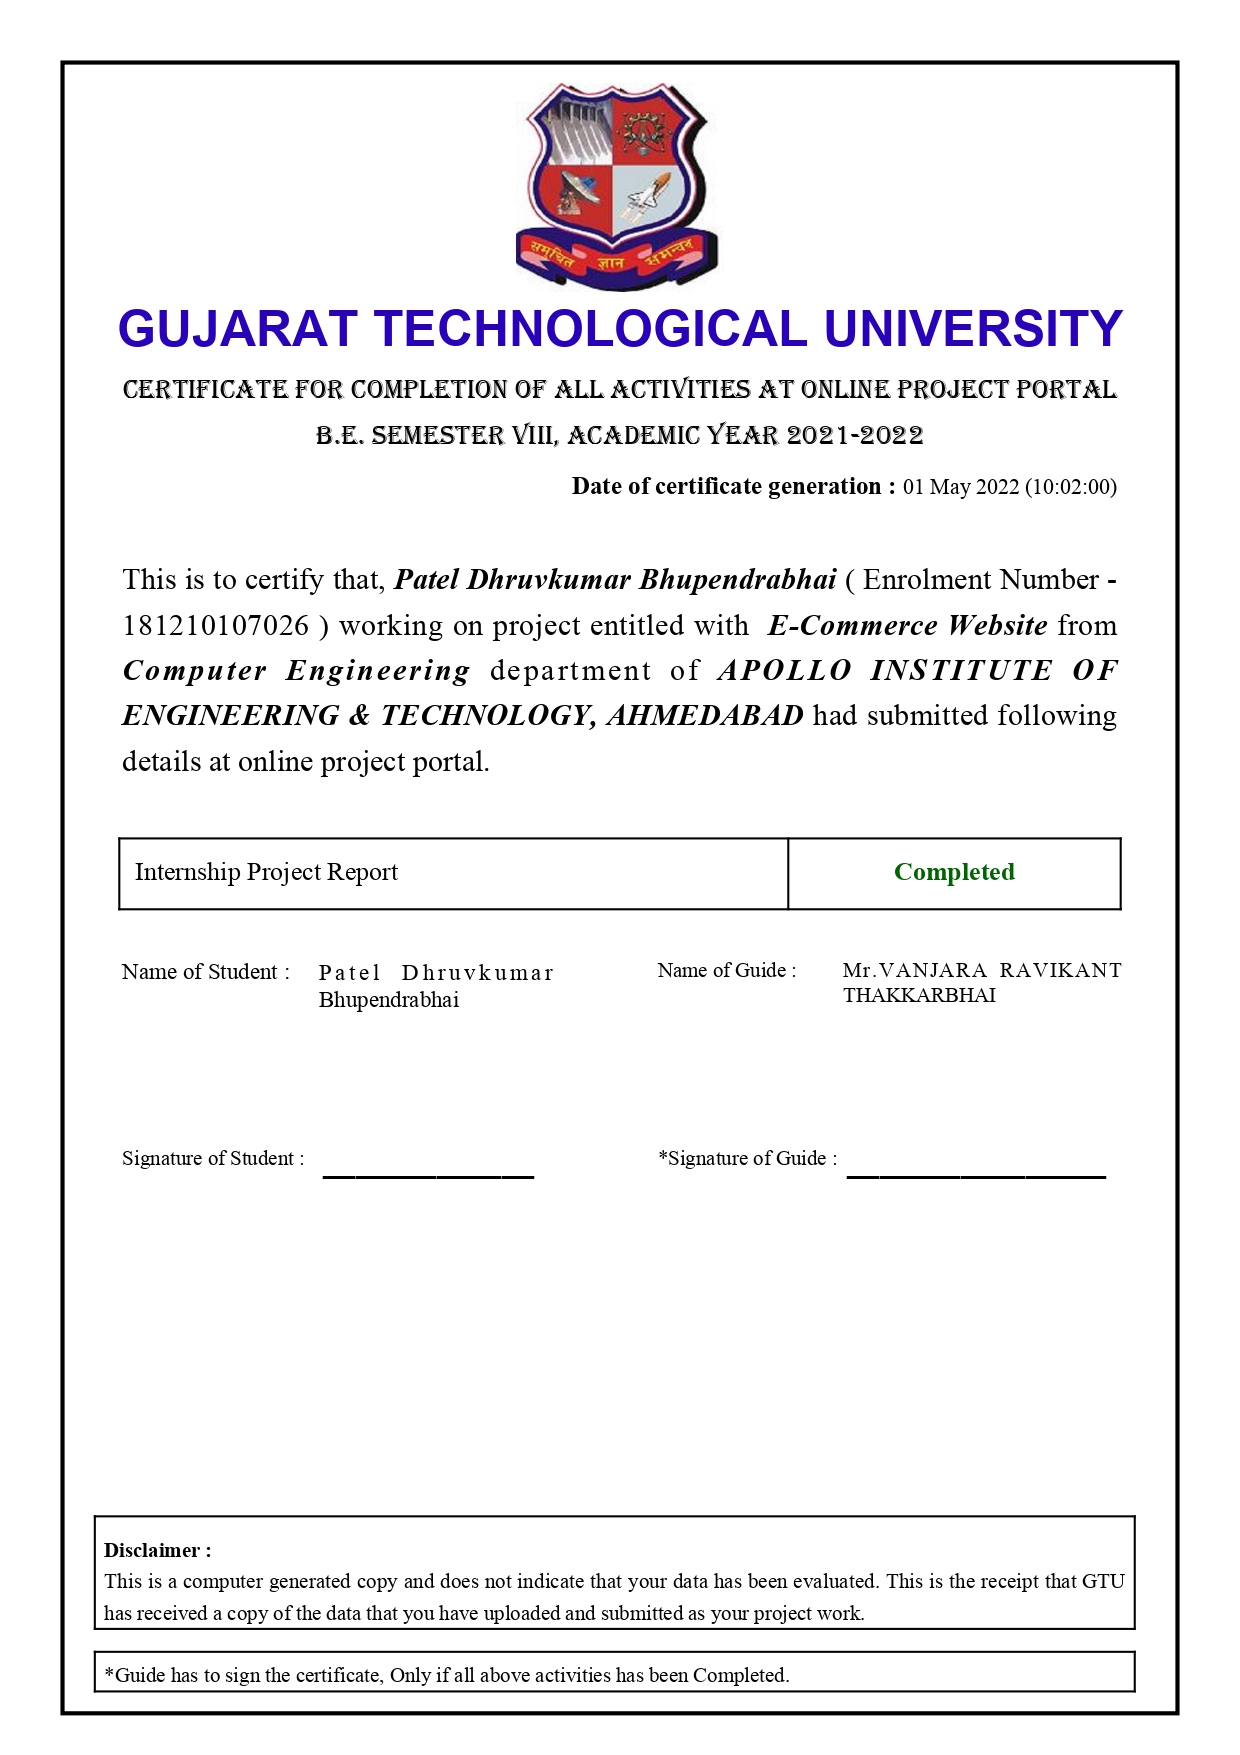 समुचित ज्ञान समन्वय
GUJARAT TECHNOLOGICAL UNIVERSITY
CERTIFICATE FOR COMPLETION OF ALL ACTIVITIES AT ONLINE PROJECT PORTAL
B.E. SEMESTER VIII, ACADEMIC YEAR 2021-2022
Date of certificate generation : 01 May 2022 (10:02:00)
This is to certify that, Patel Dhruvkumar Bhupendrabhai ( Enrolment Number -
181210107026 ) working on project entitled with E-Commerce Website from
Computer Engineering department of APOLLO INSTITUTE OF
ENGINEERING & TECHNOLOGY, AHMEDABAD had submitted following
details at online project portal.
Internship Project Report Completed
Name of Student : Patel Dhruvkumar
Bhupendrabhai
Name of Guide : Mr.VANJARA RAVIKANT
THAKKARBHAI
Signature of Student :
*Signature of Guide :
Disclaimer :
This is a computer generated copy and does not indicate that your data has been evaluated. This is the receipt that GTU
has received a copy of the data that you have uploaded and submitted as your project work.
*Guide has to sign the certificate, Only if all above activities has been Completed.